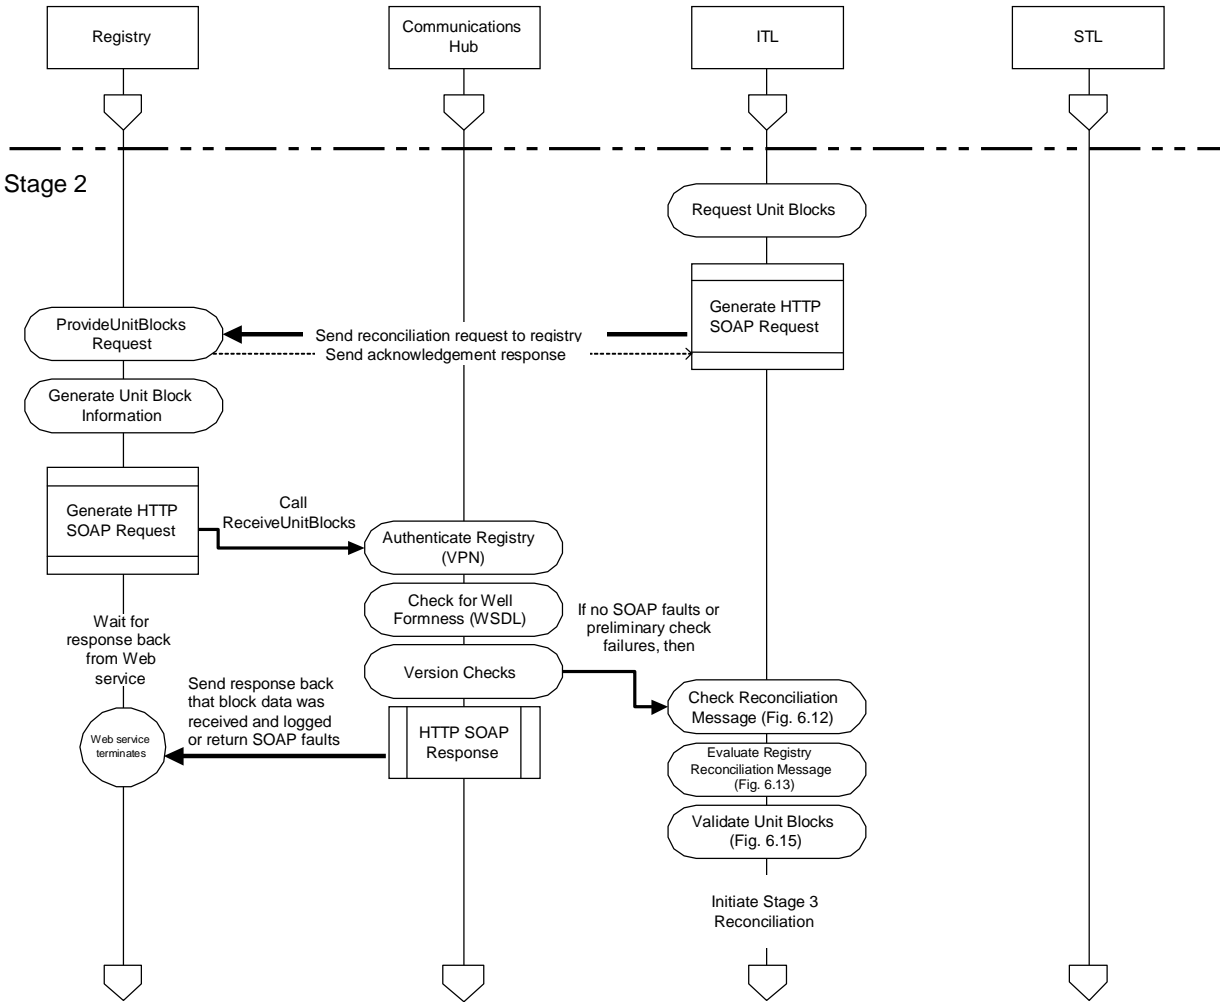 Registry
Communications
Hub
ITL
STL
Stage 2
Request Unit Blocks
Generate HTTP
SOAP Request
ProvideUnitBlocks
Request
Send reconciliation request to registry
Send acknowledgement response
Generate Unit Block
Information
Generate HTTP
SOAP Request
Call
ReceiveUnitBlocks
Authenticate Registry
(VPN)
Check for Well
Formness (WSDL)
If no SOAP faults or
preliminary check
failures, then
Wait for
response back
from Web
service
Version Checks
Send response back
that block data was
received and logged
or return SOAP faults
Check Reconciliation
Message (Fig. 6.12)
HTTP SOAP
Response
Web service
terminates
Evaluate Registry
Reconciliation Message
(Fig. 6.13)
Validate Unit Blocks
(Fig. 6.15)
Initiate Stage 3
Reconciliation